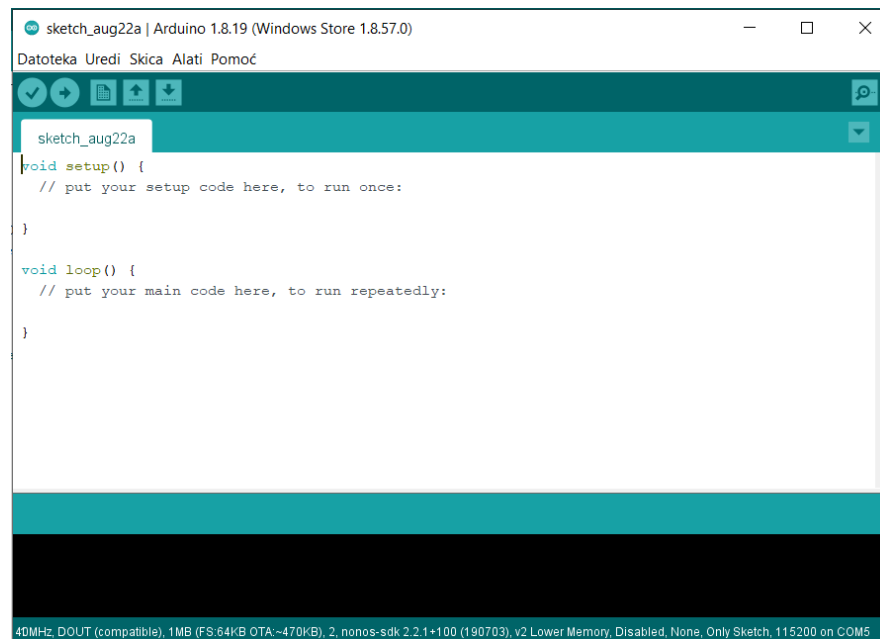 sketch_aug22a | Arduino 1.8.19 (Windows Store 1.8.57.0)
Datoteka Uredi Skica Alati Pomoć
sketch_aug22a
void setup() {
  // put your setup code here, to run once:
}
void loop() {
  // put your main code here, to run repeatedly:
}
40MHz, DOUT (compatible), 1MB (FS:64KB OTA:~470KB), 2, nonos-sdk 2.2.1+100 (190703), v2 Lower Memory, Disabled, None, Only Sketch, 115200 on COM5